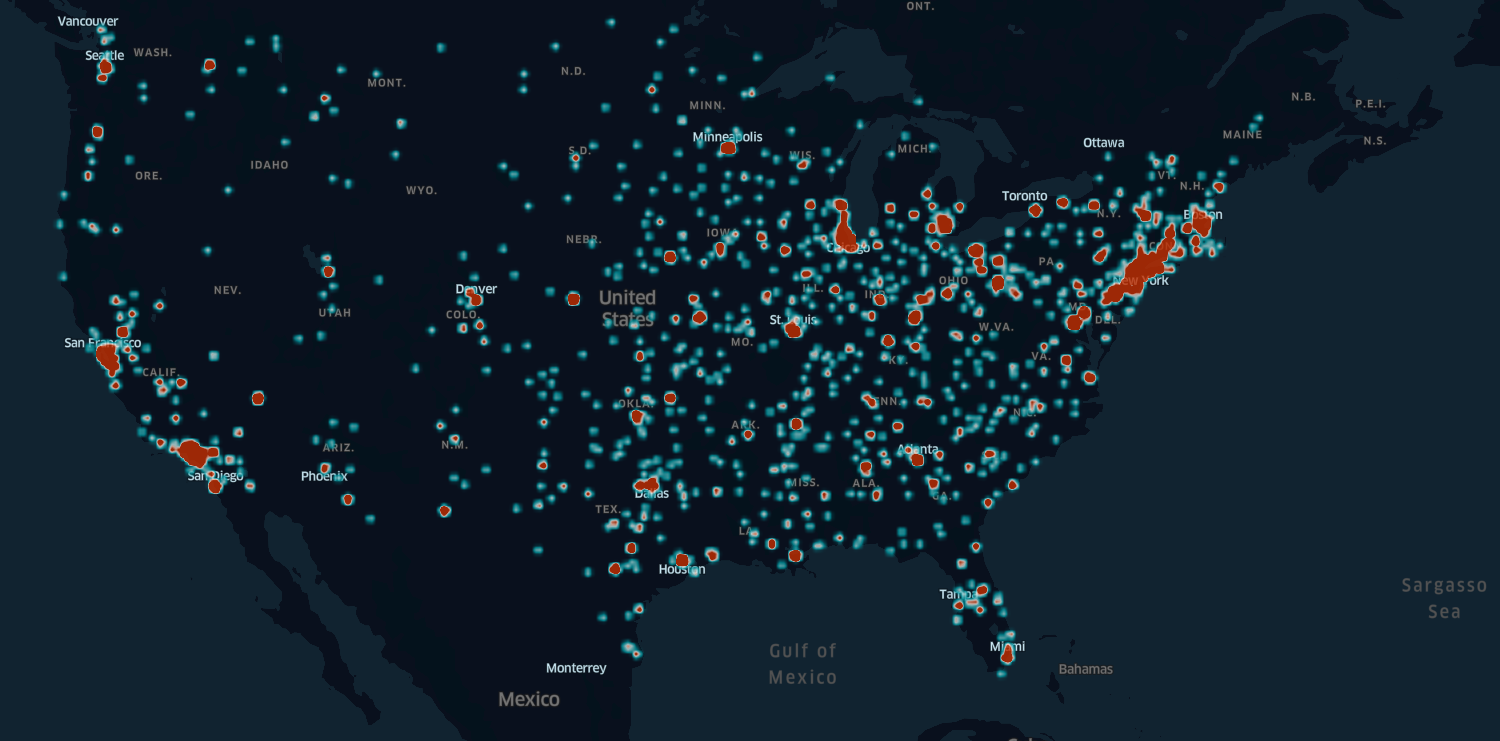 ONT.
Vancouver
WASH.
Seattle
N.D.
MONT.
MINN.
N.B.
P.E.I.
Minneapolis
MAINE
N.S.
Ottawa
S.D.
WIS.
MICH.
IDAHO
ORE.
VT.
N.H.
WYO.
Toronto
N.Y.
Boston
IOWA
NEBR.
Chicago
PA.
New York
NEV.
Denver
OHIO
ILL.
IND.
United
States
UTAH
COLO.
St. Louis
MD.
DEL.
W.VA.
San Francisco
MO.
VA.
KY.
CALIF.
OKLA.
TENN.
N.C.
ARK.
ARIZ.
N.M.
Atlanta
San Diego
Phoenix
MISS.
ALA.
Dallas
GA.
TEX.
LA.
Houston
Tampa
Sargasso
Sea
Miami
Gulf of
Mexico
Monterrey
Bahamas
Mexico